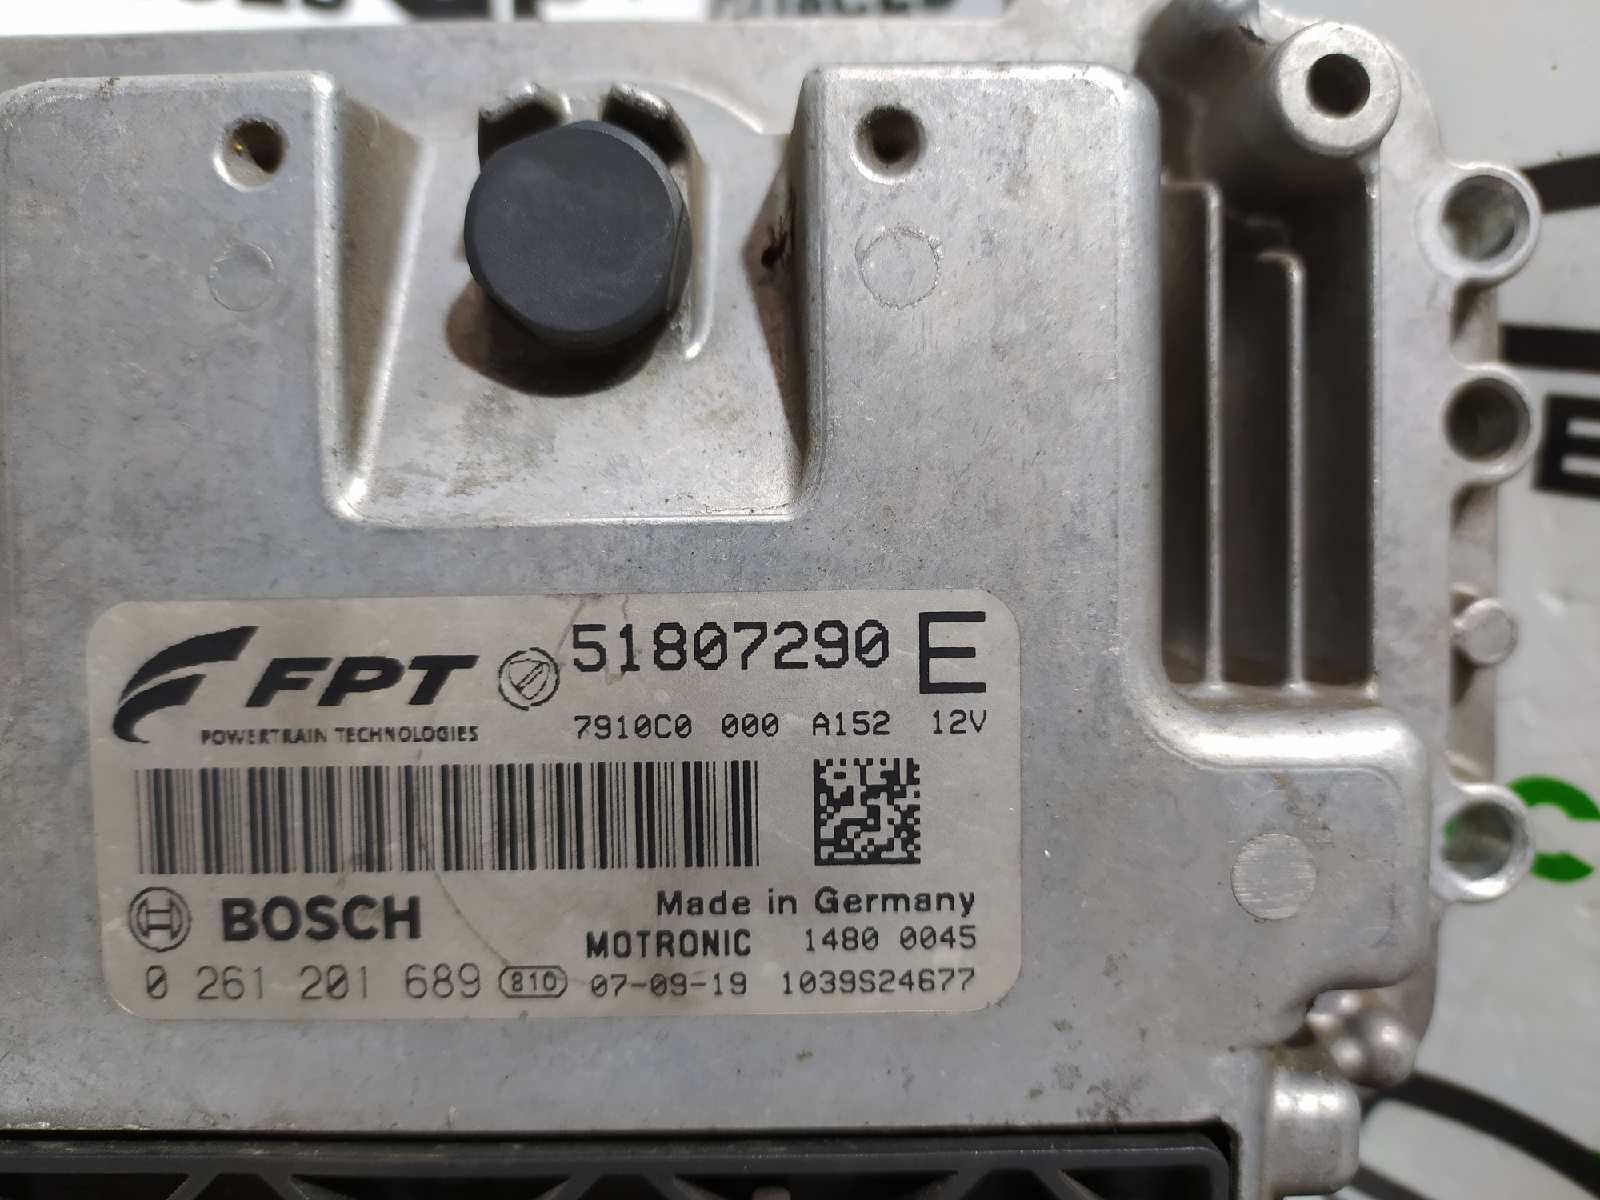 FPT 51807290 E
POWERTRAIN TECHNOLOGIES 7910C0 000 A152 12V
BOSCH Made in Germany
MOTRONIC 1480 0045
0 261 201 689 810 07-09-19 1039S24677